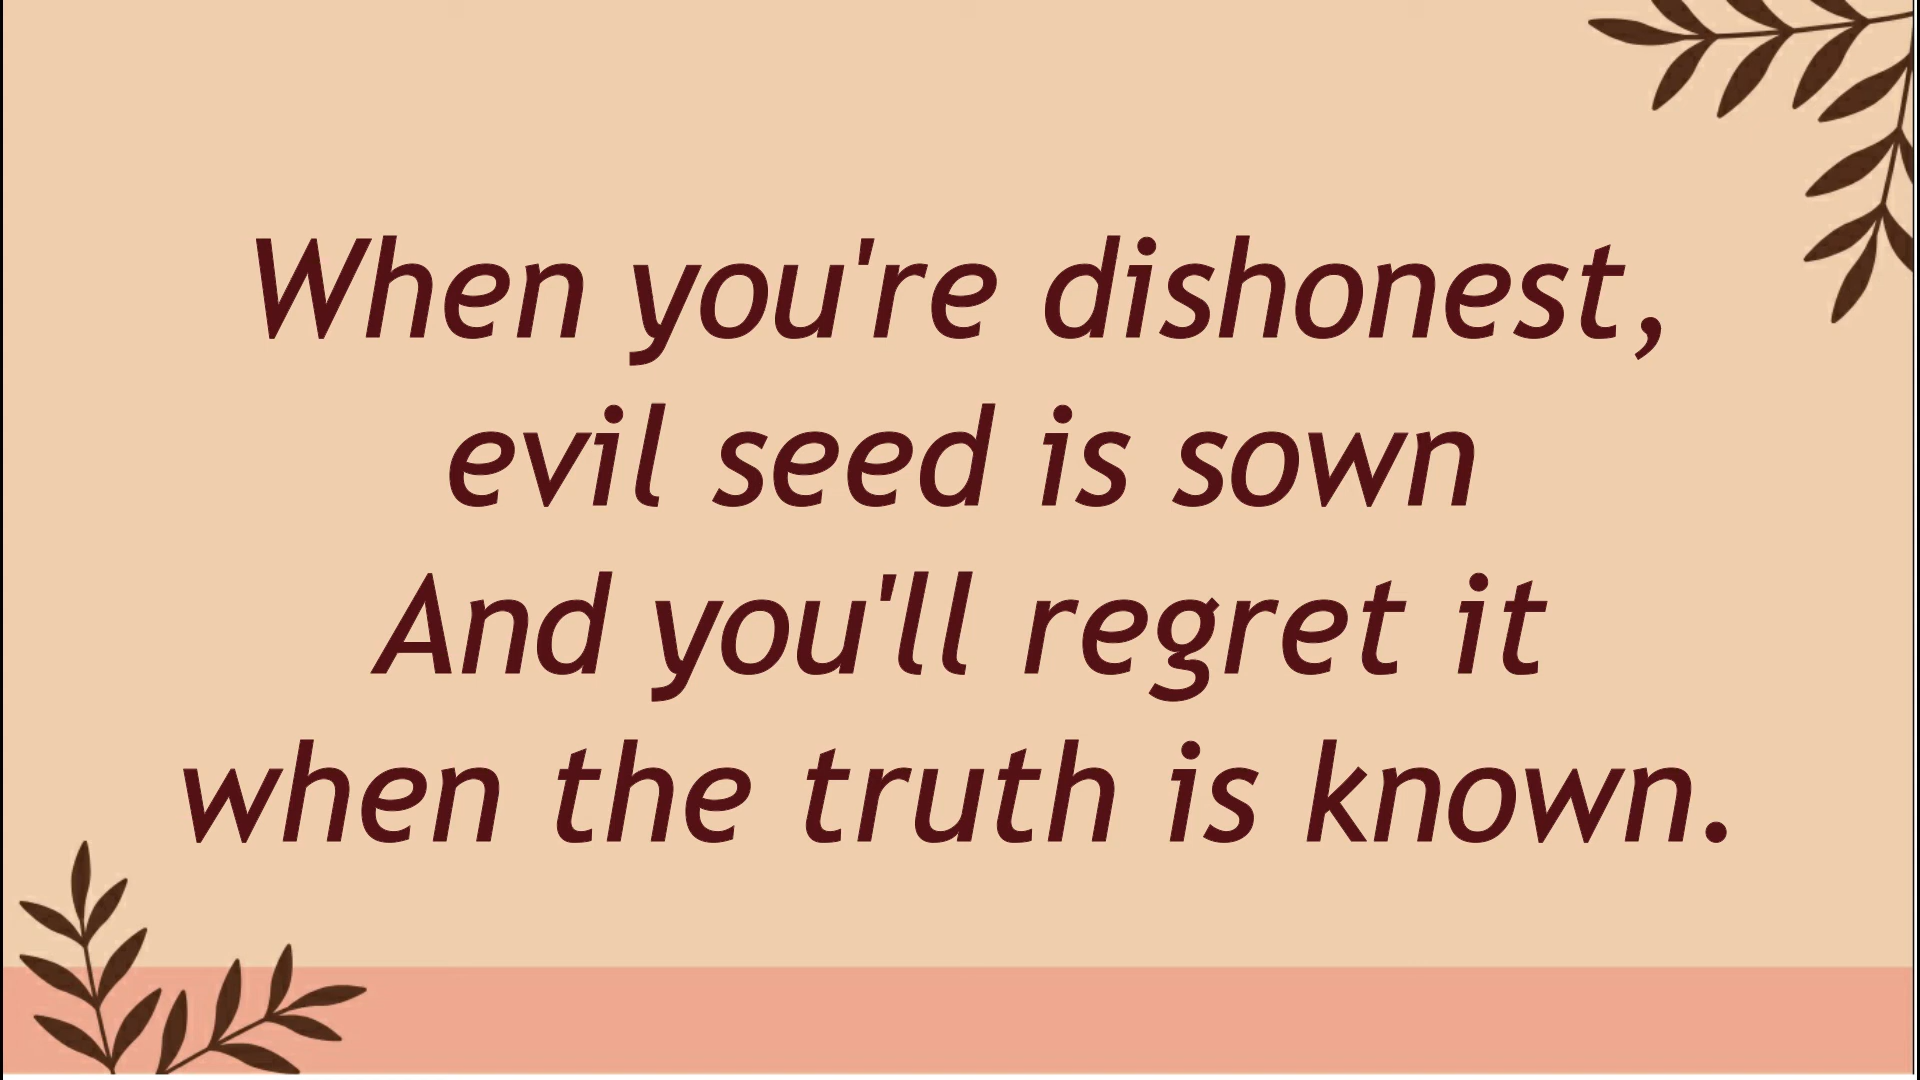 When you're dishonest,
evil seed is sown
And you'll regret it
when the truth is known.